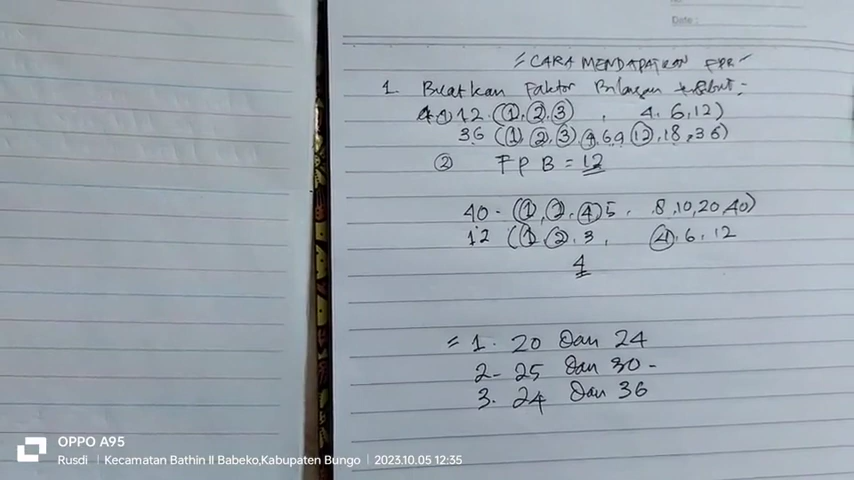 Date :
= CARA MENDAPATKAN FPB =
1. Buatkan Faktor Bilangan tersebut :
① 12. (①, ②, ③, 4, 6, 12)
36 (①, ②, ③, ④, 6, 9, ⑫, 18, 36)
② FPB = 12
40 - (①, ②, ④, 5, 8, 10, 20, 40)
12 (①, ②, 3, ④, 6, 12
4
= 1. 20 Dan 24
2- 25 Dan 30 -
3. 24 Dan 36
OPPO A95
Rusdi | Kecamatan Bathin II Babeko,Kabupaten Bungo | 2023.10.05 12:35